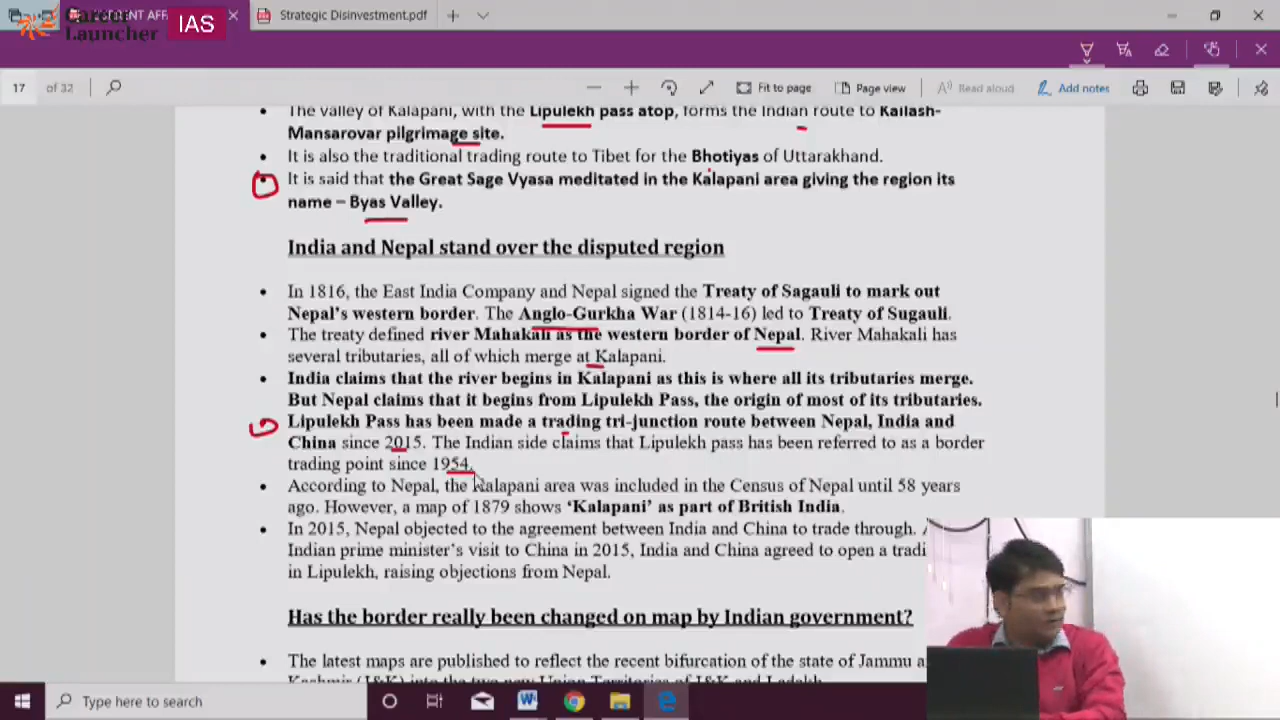 Career
Launcher
IAS
RRENT AFF
Strategic Disinvestment.pdf
17 of 32
Fit to page
Page view
Read aloud
Add notes
• The valley of Kalapani, with the Lipulekh pass atop, forms the Indian route to Kailash-
Mansarovar pilgrimage site.
• It is also the traditional trading route to Tibet for the Bhotiyas of Uttarakhand.
• It is said that the Great Sage Vyasa meditated in the Kalapani area giving the region its
name – Byas Valley.
India and Nepal stand over the disputed region
• In 1816, the East India Company and Nepal signed the Treaty of Sagauli to mark out
Nepal's western border. The Anglo-Gurkha War (1814-16) led to Treaty of Sugauli.
• The treaty defined river Mahakali as the western border of Nepal. River Mahakali has
several tributaries, all of which merge at Kalapani.
• India claims that the river begins in Kalapani as this is where all its tributaries merge.
But Nepal claims that it begins from Lipulekh Pass, the origin of most of its tributaries.
• Lipulekh Pass has been made a trading tri-junction route between Nepal, India and
China since 2015. The Indian side claims that Lipulekh pass has been referred to as a border
trading point since 1954.
• According to Nepal, the Kalapani area was included in the Census of Nepal until 58 years
ago. However, a map of 1879 shows 'Kalapani' as part of British India.
• In 2015, Nepal objected to the agreement between India and China to trade through.
Indian prime minister's visit to China in 2015, India and China agreed to open a tradi
in Lipulekh, raising objections from Nepal.
Has the border really been changed on map by Indian government?
• The latest maps are published to reflect the recent bifurcation of the state of Jammu a
Kashmir (J&K) into the two new Union Territories of J&K and Ladakh.
Type here to search